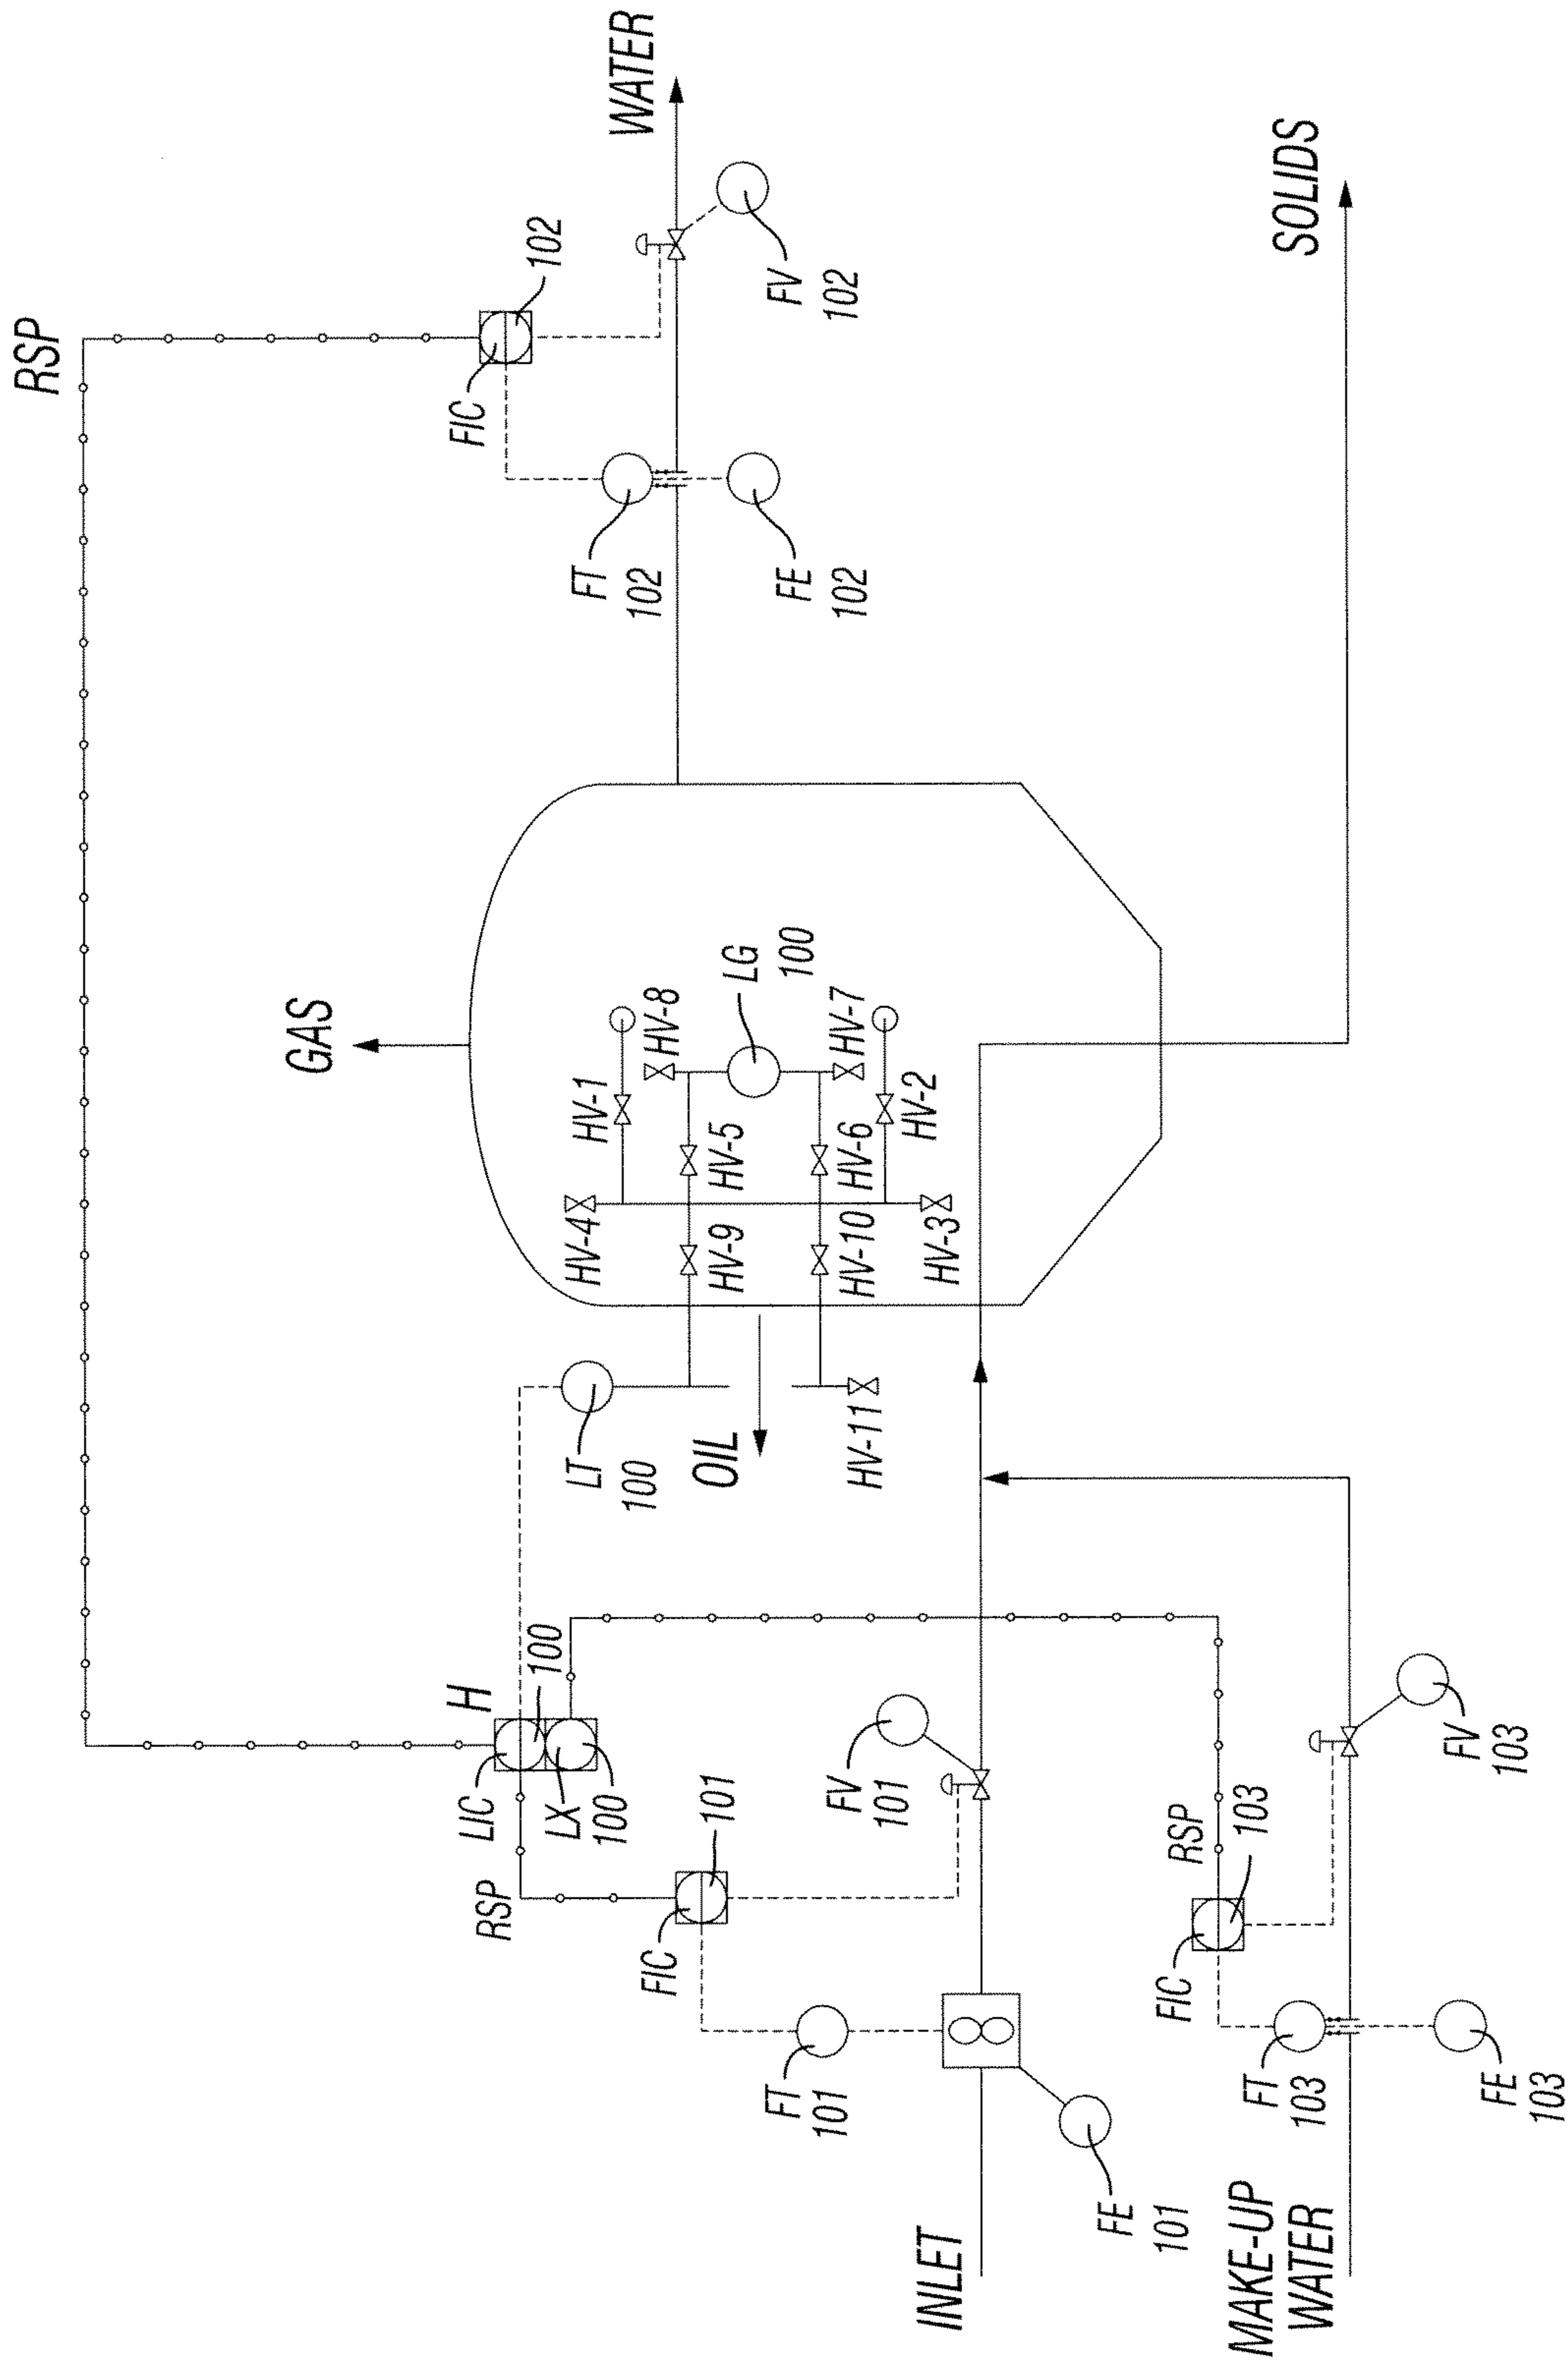 RSP
WATER
FIC
102
FV
102
FT
102
FE
102
SOLIDS
GAS
HV-1
HV-8
LG
100
HV-7
HV-2
HV-5
HV-6
HV-4
HV-9
HV-10
HV-3
LT
100
OIL
HV-11
H
LIC
100
LX
100
RSP
FIC
101
FV
101
FT
101
FE
101
INLET
RSP
FIC
103
FV
103
FT
103
FE
103
MAKE-UP
WATER